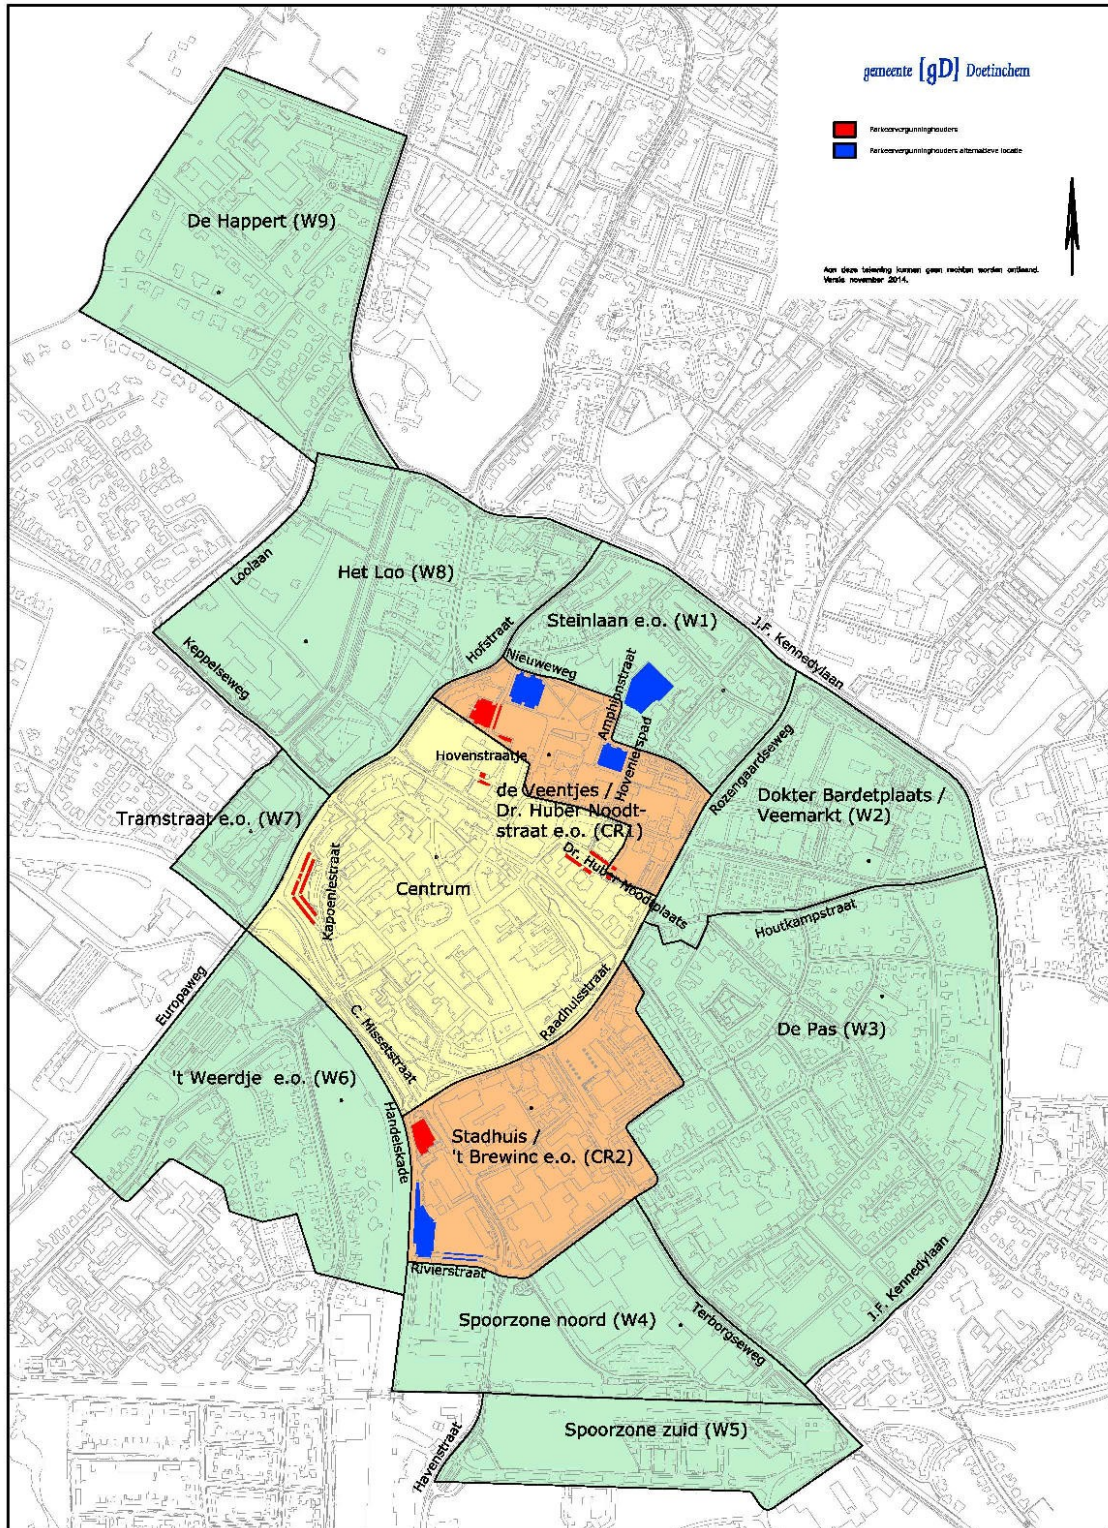 gemeente [gD] Doetinchem
Parkeervergunninghouders
Parkeervergunninghouders alternatieve locatie
Aan deze tekening kunnen geen rechten worden ontleend.
Versie november 2014.
De Happert (W9)
Loolaan
Het Loo (W8)
Keppelseweg
Hofstraat
Steinlaan e.o. (W1)
J.F. Kennedylaan
Nieuweweg
Amphionstraat
Hovenierspad
Rozengaardseweg
Hovenstraatje
de Veentjes /
Dr. Huber Noodt-
straat e.o. (CR1)
Dokter Bardetplaats /
Veemarkt (W2)
Tramstraat e.o. (W7)
Dr. Huber Noodtplaats
Kapoeniestraat
Centrum
Houtkampstraat
Europaweg
Raadhuisstraat
C. Missetstraat
De Pas (W3)
't Weerdje e.o. (W6)
Handelskade
Stadhuis /
't Brewinc e.o. (CR2)
Rivierstraat
J.F. Kennedylaan
Spoorzone noord (W4)
Terborgseweg
Spoorzone zuid (W5)
Havenstraat